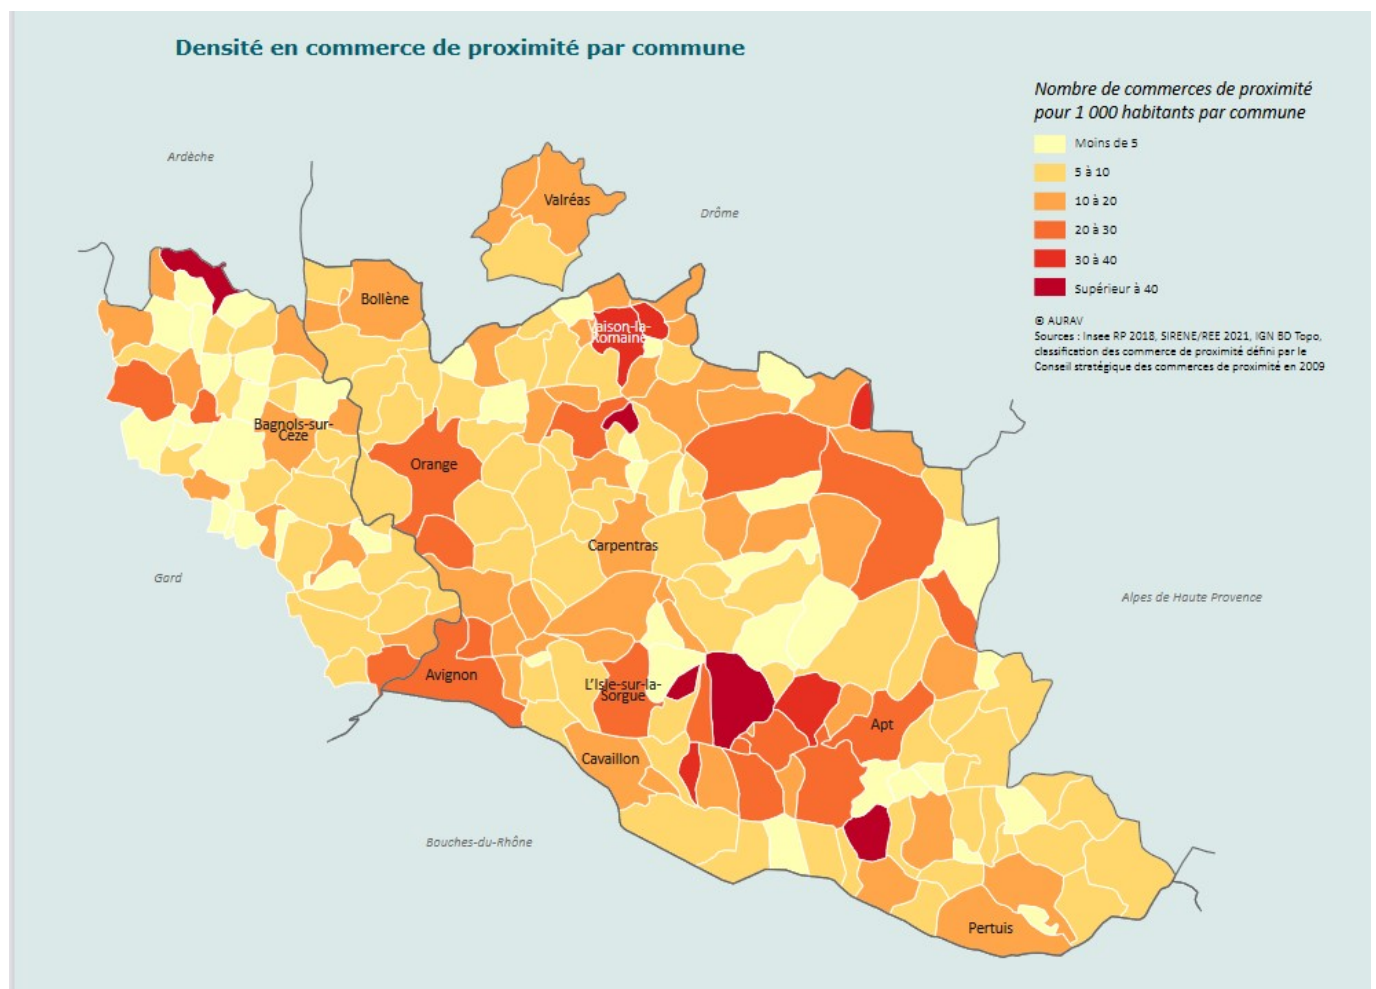 Densité en commerce de proximité par commune
Nombre de commerces de proximité
pour 1 000 habitants par commune
Moins de 5
5 à 10
10 à 20
20 à 30
30 à 40
Supérieur à 40
© AURAV
Sources : Insee RP 2018, SIRENE/REE 2021, IGN BD Topo,
classification des commerce de proximité défini par le
Conseil stratégique des commerces de proximité en 2009
Ardèche
Valréas
Drôme
Bollène
Vaison-la-
Romaine
Bagnols-sur-
Cèze
Orange
Carpentras
Gard
Alpes de Haute Provence
Avignon
L'Isle-sur-la-
Sorgue
Apt
Cavaillon
Bouches-du-Rhône
Pertuis